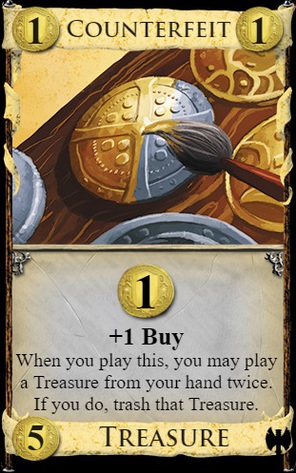 1 COUNTERFEIT 1
1
+1 Buy
When you play this, you may play
a Treasure from your hand twice.
If you do, trash that Treasure.
5 TREASURE